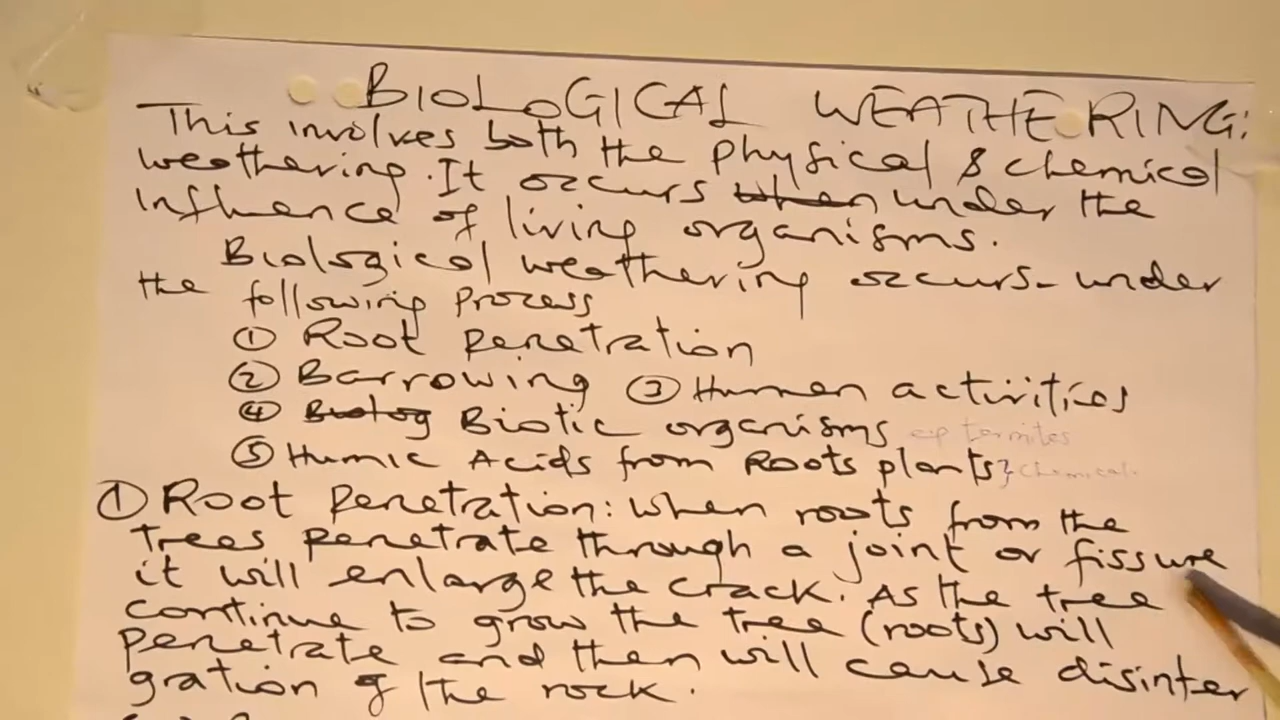 BIOLOGICAL WEATHERING:
This involves both the physical & chemical
weathering. It occurs when under the
influence of living organisms.
Biological weathering occurs under
the following process
① Root penetration
② Barrowing ③ Human activities
④ Biolog Biotic organisms eg termites
⑤ Humic Acids from Roots plants} chemical.
① Root penetration: when roots from the
trees penetrate through a joint or fissure
it will enlarge the crack. As the tree
continue to grow the tree (roots) will
penetrate and then will cause disinter
gration of the rock.